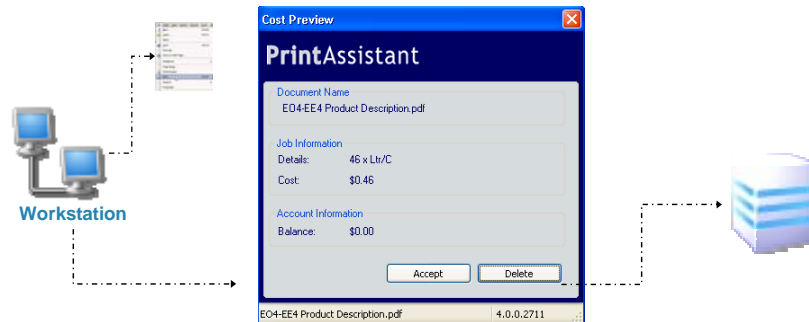 Cost Preview
PrintAssistant
Document Name
EO4-EE4 Product Description.pdf
Job Information
Details: 46 x Ltr/C
Cost: $0.46
Account Information
Balance: $0.00
Accept Delete
EO4-EE4 Product Description.pdf 4.0.0.2711
Workstation